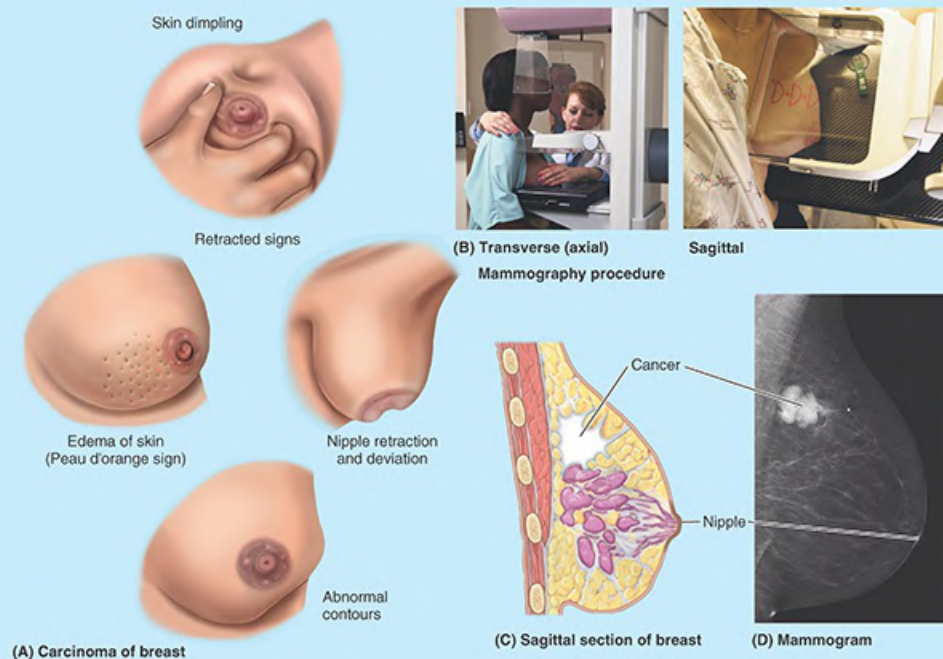 Skin dimpling
Retracted signs
Edema of skin
(Peau d'orange sign)
Nipple retraction
and deviation
Abnormal
contours
(A) Carcinoma of breast
(B) Transverse (axial)
Sagittal
Mammography procedure
Cancer
Nipple
(C) Sagittal section of breast
(D) Mammogram